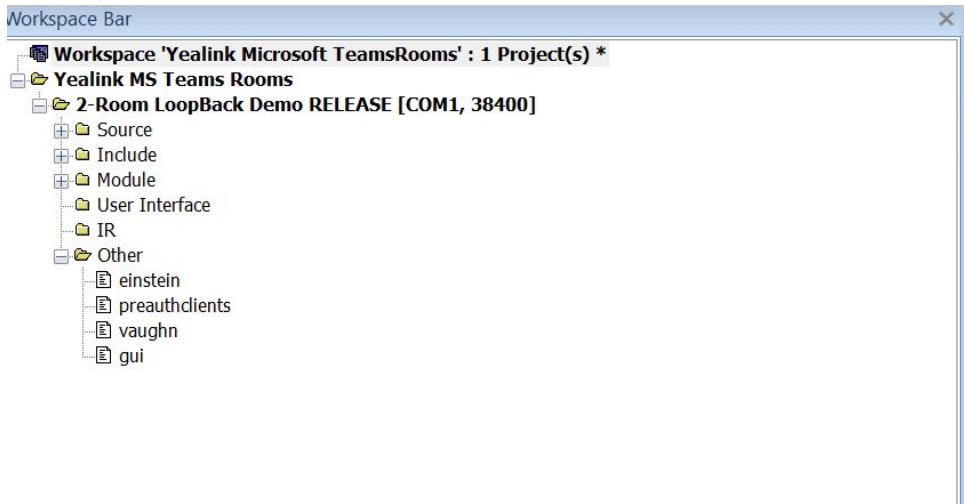 Workspace Bar
Workspace 'Yealink Microsoft TeamsRooms' : 1 Project(s) *
Yealink MS Teams Rooms
2-Room LoopBack Demo RELEASE [COM1, 38400]
Source
Include
Module
User Interface
IR
Other
einstein
preauthclients
vaughn
gui